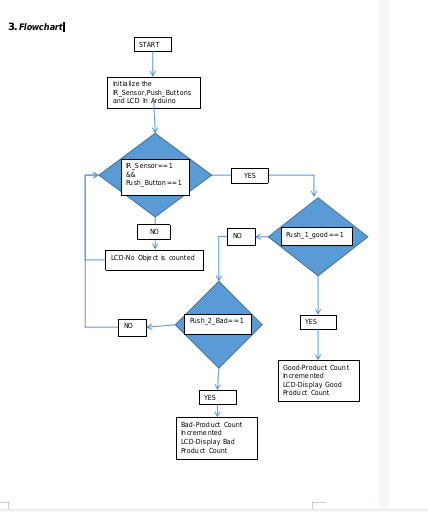 3. Flowchart
START
Initialize the
IR_Sensor,Push_Buttons
and LCD in Arduino
IR_Sensor==1
&&
Push_Button==1
YES
NO
LCD-No Object is counted
Push_1_good==1
NO
Push_2_Bad==1
NO
YES
Good-Product Count
Incremented
LCD-Display Good
Product Count
YES
Bad-Product Count
Incremented
LCD-Display Bad
Product Count